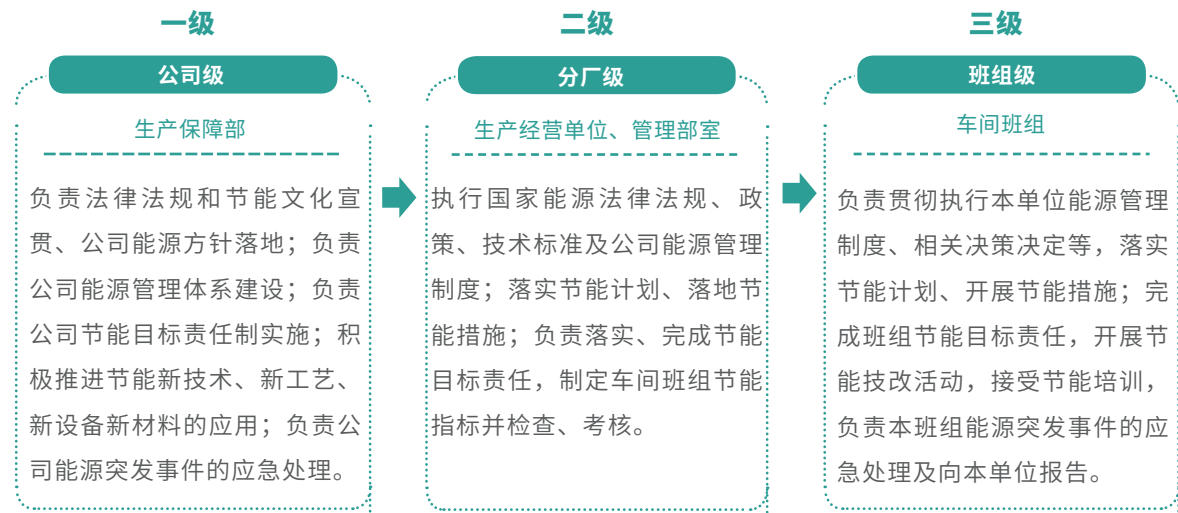 一级
公司级
生产保障部
负责法律法规和节能文化宣
贯、公司能源方针落地；负责
公司能源管理体系建设；负责
公司节能目标责任制实施；积
极推进节能新技术、新工艺、
新设备新材料的应用；负责公
司能源突发事件的应急处理。
二级
分厂级
生产经营单位、管理部室
执行国家能源法律法规、政
策、技术标准及公司能源管理
制度；落实节能计划、落地节
能措施；负责落实、完成节能
目标责任，制定车间班组节能
指标并检查、考核。
三级
班组级
车间班组
负责贯彻执行本单位能源管理
制度、相关决策决定等，落实
节能计划、开展节能措施；完
成班组节能目标责任，开展节
能技改活动，接受节能培训，
负责本班组能源突发事件的应
急处理及向本单位报告。